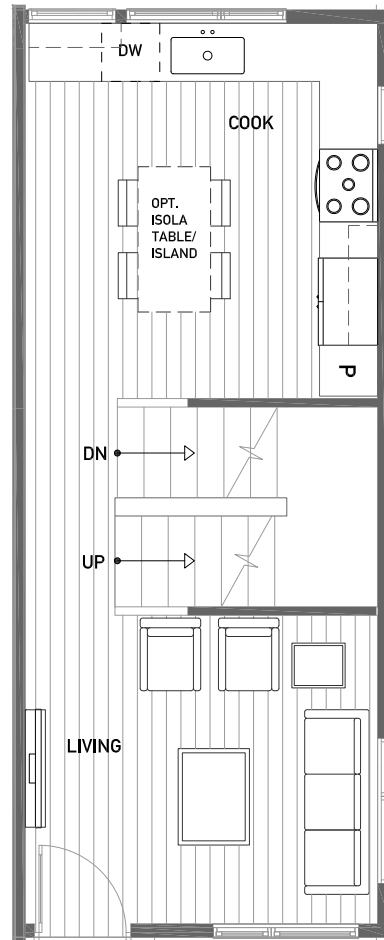 DW
COOK
OPT.
ISOLA
TABLE/
ISLAND
P
DN
UP
LIVING